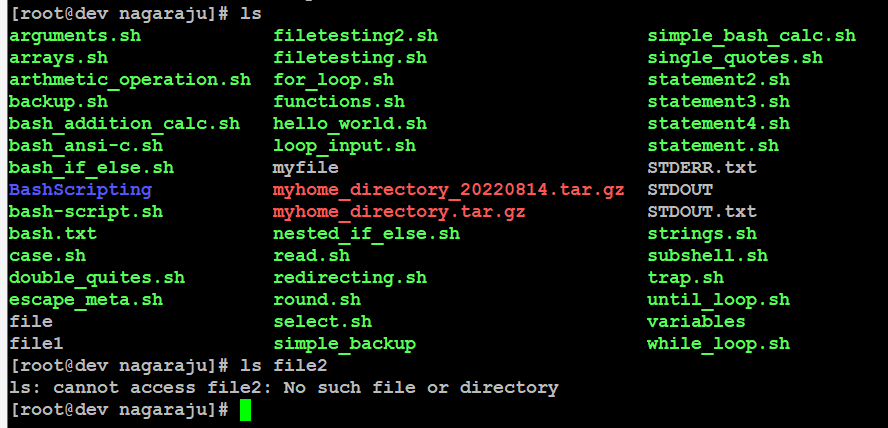 [root@dev nagaraju]# ls
arguments.sh filetesting2.sh simple_bash_calc.sh
arrays.sh filetesting.sh single_quotes.sh
arthmetic_operation.sh for_loop.sh statement2.sh
backup.sh functions.sh statement3.sh
bash_addition_calc.sh hello_world.sh statement4.sh
bash_ansi-c.sh loop_input.sh statement.sh
bash_if_else.sh myfile STDERR.txt
BashScripting myhome_directory_20220814.tar.gz STDOUT
bash-script.sh myhome_directory.tar.gz STDOUT.txt
bash.txt nested_if_else.sh strings.sh
case.sh read.sh subshell.sh
double_quites.sh redirecting.sh trap.sh
escape_meta.sh round.sh until_loop.sh
file select.sh variables
file1 simple_backup while_loop.sh
[root@dev nagaraju]# ls file2
ls: cannot access file2: No such file or directory
[root@dev nagaraju]#